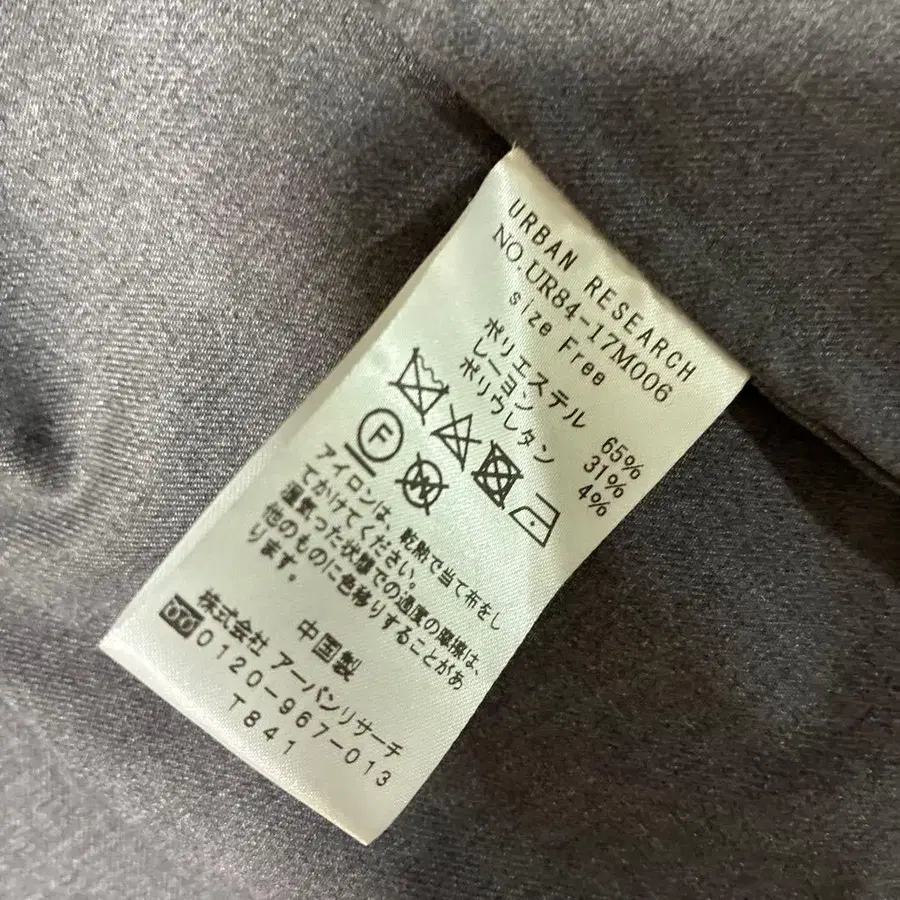 URBAN RESEARCH
NO.UR84-17M006
size Free
ポリエステル 65%
レーヨン 31%
ポリウレタン 4%
F
W
アイロンは、乾熱で当て布をし
てかけてください。
湿気った状態での過度の摩擦は、
他のものに色移りすることがあ
ります。
中国製
株式会社 アーバンリサーチ
0120-967-013
T841